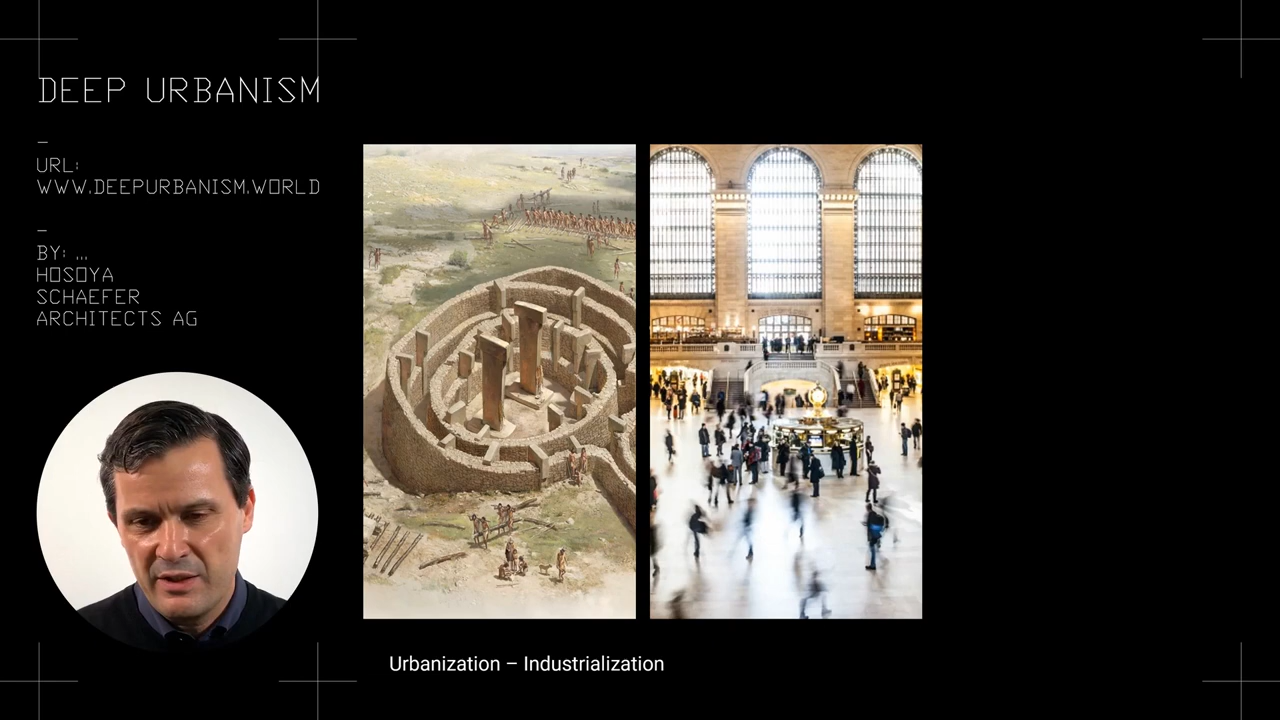 DEEP URBANISM
–
URL:
WWW.DEEPURBANISM.WORLD
–
BY: ...
HOSOYA
SCHAEFER
ARCHITECTS AG
Urbanization – Industrialization